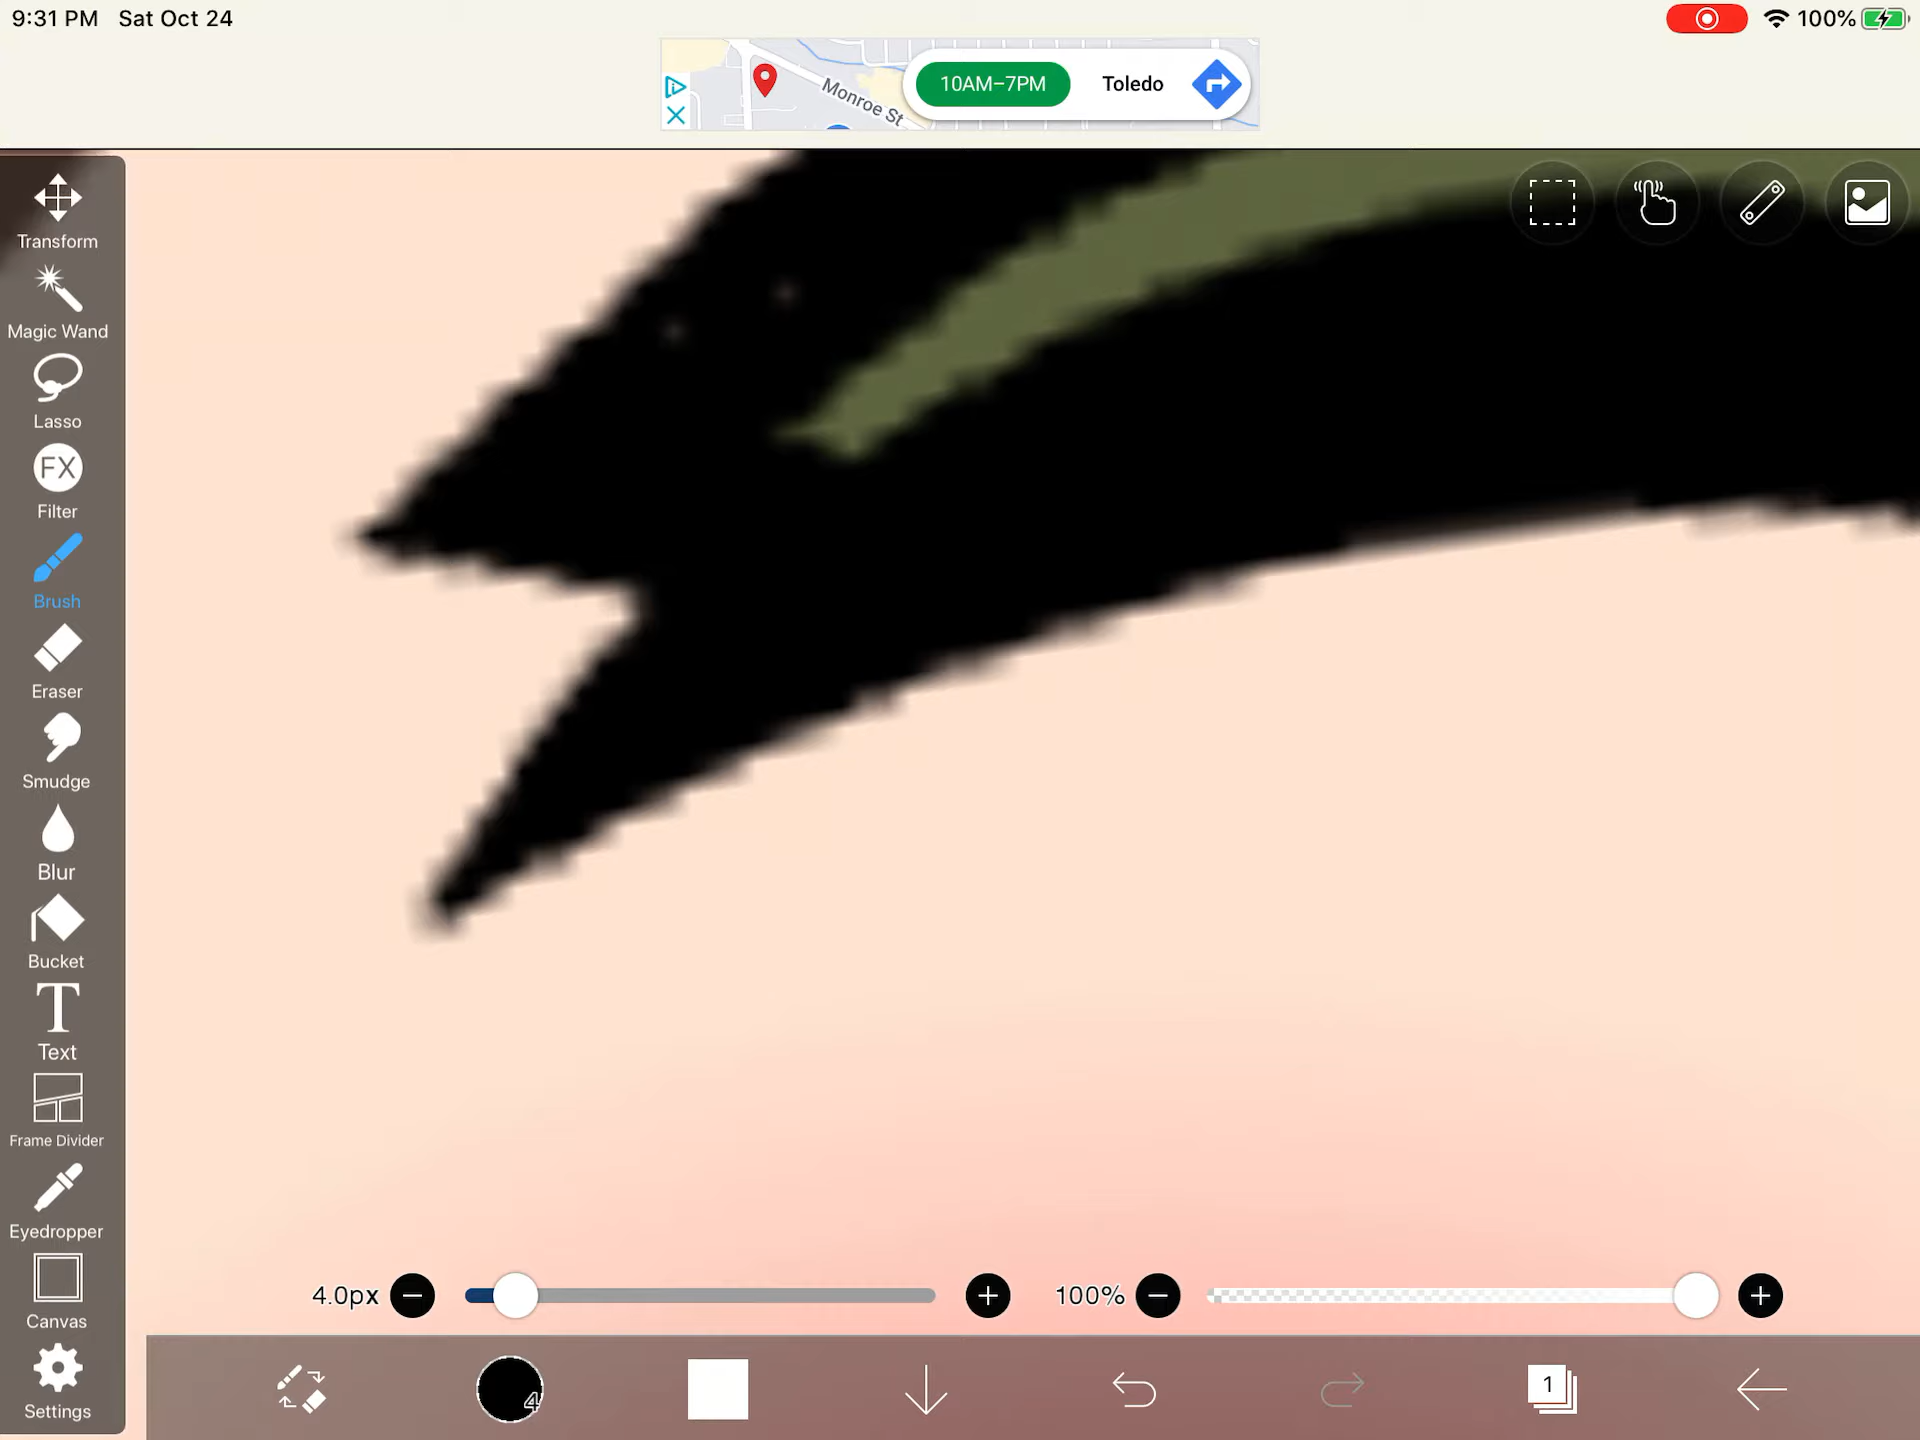 9:31 PM Sat Oct 24
100%
Monroe St
10AM–7PM
Toledo
Transform
Magic Wand
Lasso
FX
Filter
Brush
Eraser
Smudge
Blur
Bucket
T
Text
Frame Divider
Eyedropper
Canvas
Settings
4.0px
100%
4
1